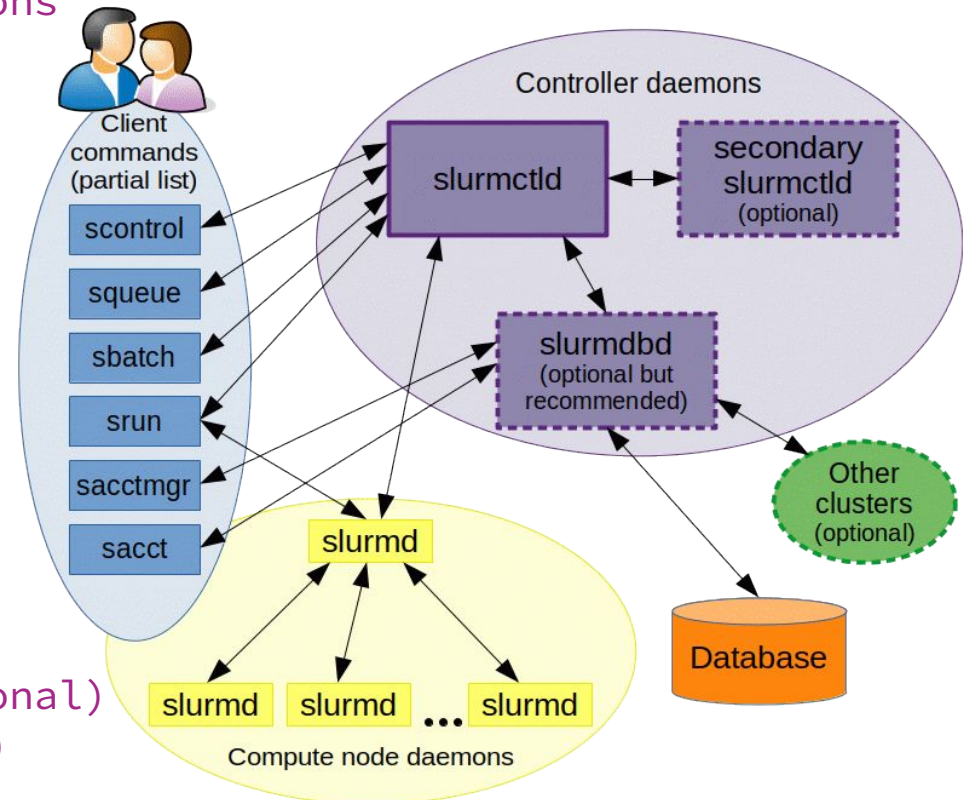 ons
Client
commands
(partial list)
scontrol
squeue
sbatch
srun
sacctmgr
sacct
Controller daemons
slurmctld
secondary
slurmctld
(optional)
slurmdbd
(optional but
recommended)
Other
clusters
(optional)
Database
slurmd
slurmd
slurmd
...
slurmd
Compute node daemons
onal)
)